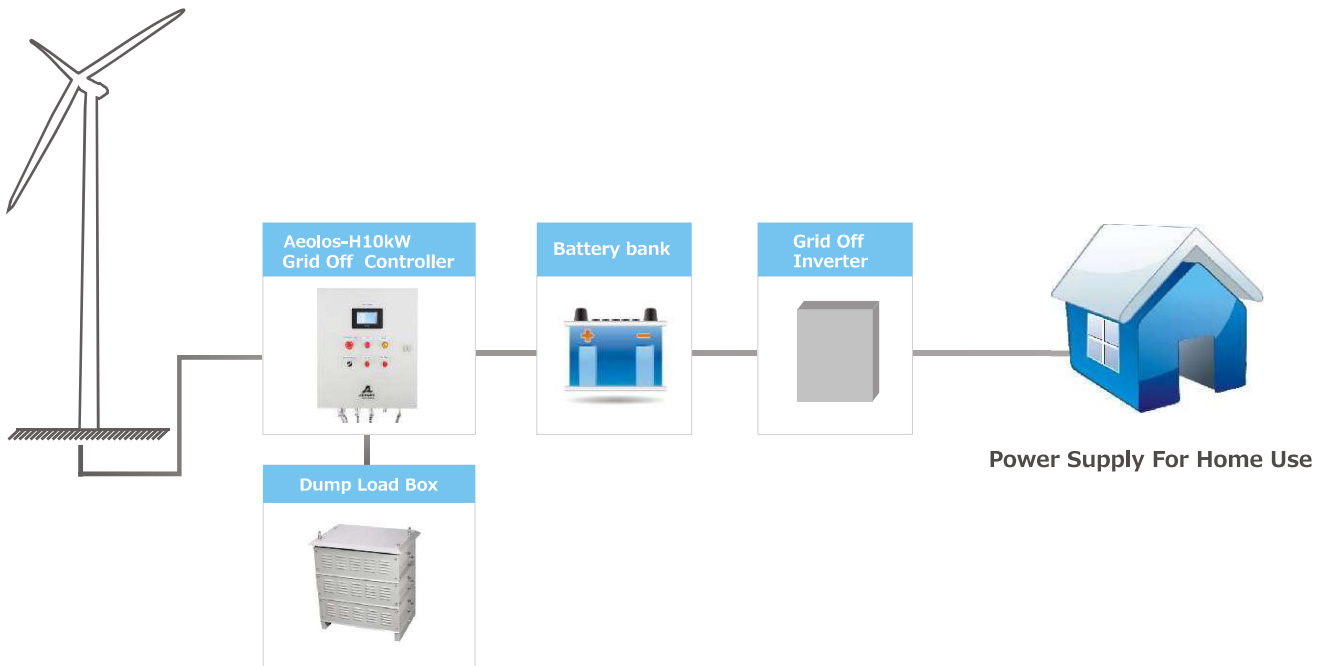 Aeolos-H10kW
Grid Off Controller
Battery bank
Grid Off
Inverter
Power Supply For Home Use
Dump Load Box